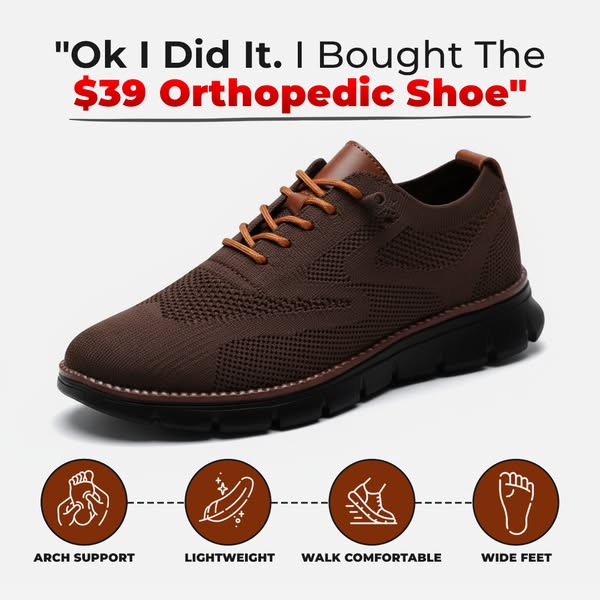 "Ok I Did It. I Bought The
$39 Orthopedic Shoe"
ARCH SUPPORT
LIGHTWEIGHT
WALK COMFORTABLE
WIDE FEET